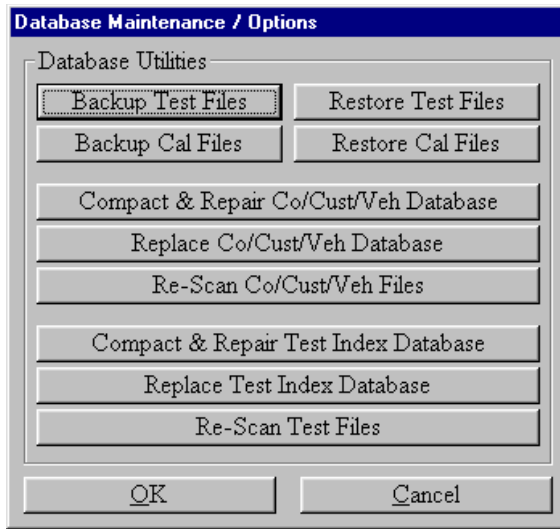 Database Maintenance / Options
Database Utilities
Backup Test Files Restore Test Files
Backup Cal Files Restore Cal Files
Compact & Repair Co/Cust/Veh Database
Replace Co/Cust/Veh Database
Re-Scan Co/Cust/Veh Files
Compact & Repair Test Index Database
Replace Test Index Database
Re-Scan Test Files
OK Cancel